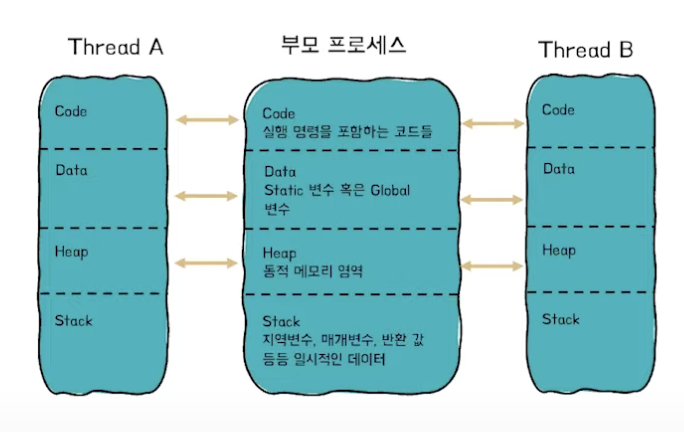 Thread A
부모 프로세스
Thread B
Code
Data
Heap
Stack
Code
실행 명령을 포함하는 코드들
Data
Static 변수 혹은 Global
변수
Heap
동적 메모리 영역
Stack
지역변수, 매개변수, 반환 값
등등 일시적인 데이터
Code
Data
Heap
Stack